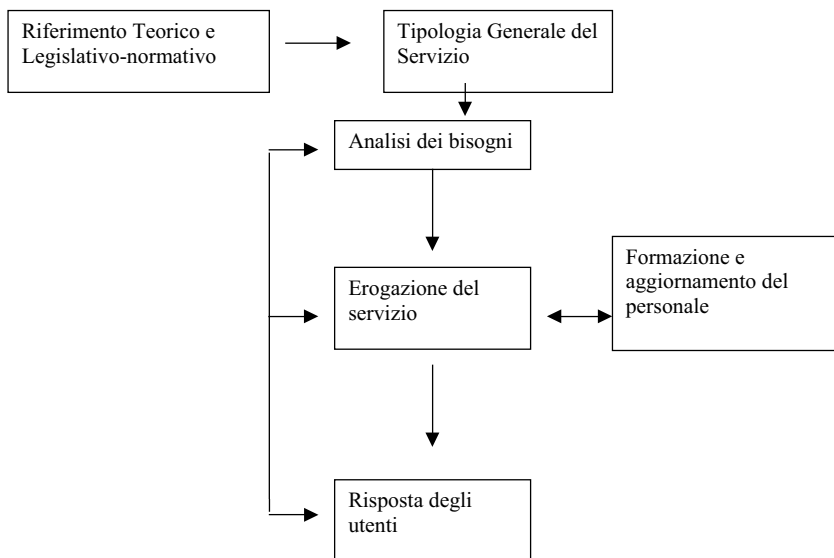 Riferimento Teorico e
Legislativo-normativo
Tipologia Generale del
Servizio
Analisi dei bisogni
Erogazione del
servizio
Formazione e
aggiornamento del
personale
Risposta degli
utenti